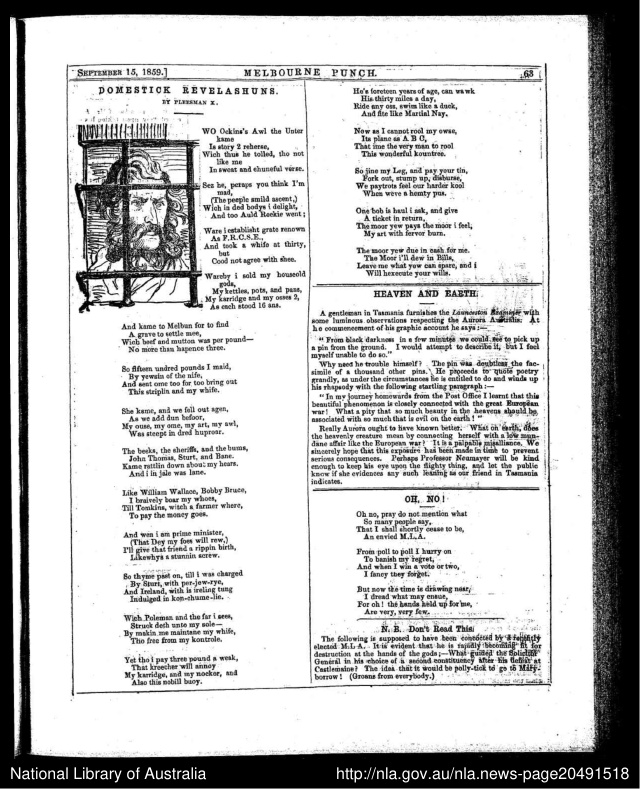 SEPTEMBER 15, 1859.]
MELBOURNE PUNCH.
63
DOMESTICK REVELASHUNS.
BY PLERSMAN X.
WO Ockins's Awl the Unter
kame
Is story 2 reherse,
Wich thus he tolled, tho not
like me
In sweat and chuneful verse.
Sez he, peraps you think I'm
mad,
(The people smild ascent,)
Wich in ded bodys i delight,
And too Auld Reekie went;
Ware i establisht grate renown
As F.R.C.S.E.,
And took a whife at thirty,
but
Cood not agree with shee.
Wareby i sold my houseold
gods,
My kettles, pots, and pans,
My karridge and my osses 2,
As each stood 16 ans.
And kame to Melbun for to find
A grave to settle mee,
Wich beef and mutton was per pound—
No more than hapence three.
So fifteen undred pounds I maid,
By yewsin of the nife,
And sent ome too for too bring out
This striplin and my whife.
She kame, and we fell out agen,
As we add dun befoor,
My ouse, my ome, my art, my awl,
Was steept in dred huproar.
The beeks, the sheriffs, and the bums,
John Thomas, Sturt, and Bane.
Kame rattlin down about my hears.
And i in jale was lane.
Like William Wallace, Bobby Bruce,
I braively boar my whoes,
Till Tomkins, witch a farmer where,
To pay the money goes.
And wen i am prime minister,
(That Dey my foes will rew,)
I'll give that friend a rippin birth,
Likewhys a stunnin screw.
So thyme past on, till i was charged
By Sturt, with per-jew-rye,
And Ireland, with is ireling tung
Indulged in kon-chume-lie.
Wich Poleman and the far i sees,
Struck deth unto my sole—
By makin me maintane my whife,
Tho free from my kontrole.
Yet tho i pay three pound a weak,
That kreecher will annoy
My karridge, and my nocker, and
Also this nobill buoy.
He's foreteen years of age, can wawk
His thirty miles a day,
Ride any oss, swim like a duck,
And fite like Martial Nay.
Now as I cannot rool my owse,
Its plane as A B C,
That ime the very man to rool
This wonderful kountree.
So jine my Leg, and pay your tin,
Fork out, stump up, disburse,
We paytrots feel our harder kool
When weve a hemty pus.
One bob is haul i ask, and give
A ticket in return,
The moor yew pays the moor i feel,
My art with fervor burn.
The moor yew due in cash for me.
The Moor i'll dew in Bills,
Leave me what yow can spare, and i
Will hexecute your wills.
HEAVEN AND EARTH.
A gentleman in Tasmania furnishes the Launceston Examiner with
some luminous observations respecting the Aurora Australis. At
h e commencement of his graphic account he says:—
"From black darkness in a few minutes we could see to pick up
a pin from the ground. I would attempt to describe it, but I feel
myself unable to do so."
Why need he trouble himself? The pin was doubtless the fac-
simile of a thousand other pins. He proceeds to quote poetry
grandly, as under the circumstances he is entitled to do and winds up
his rhapsody with the following startling paragraph:—
"In my journey homewards from the Post Office I learnt that this
beautiful phenomenon is closely connected with the great European
war! What a pity that so much beauty in the heavens should be
associated with so much that is evil on the earth!"
Really Aurora ought to have known better. What on earth, does
the heavenly creature mean by connecting herself with a low mun-
dane affair like the European war? It is a palpable misalliance. We
sincerely hope that this exposure has been made in time to prevent
serious consequences. Perhaps Professor Neumayer will be kind
enough to keep his eye upon the flighty thing, and let the public
know if she evidences any such leaning as our friend in Tasmania
indicates.
OH, NO!
Oh no, pray do not mention what
So many people say,
That I shall shortly cease to be,
An envied M.L.A.
From poll to poll I hurry on
To banish my regret,
And when I win a vote or two,
I fancy they forget.
But now the time is drawing near,
I dread what may ensue,
For oh! the hands held up for me,
Are very, very few.
N. B. Don't Read This.
The following is supposed to have been concocted by a recently
elected M.L.A. It is evident that he is rapidly becoming fit for
destruction at the hands of the gods:—What guided the Solicitor
General in his choice of a second constituency after his defeat at
Castlemaine? The idea that it would be polly-tick to go to Mary-
borrow! (Groans from everybody.)
National Library of Australia
http://nla.gov.au/nla.news-page20491518